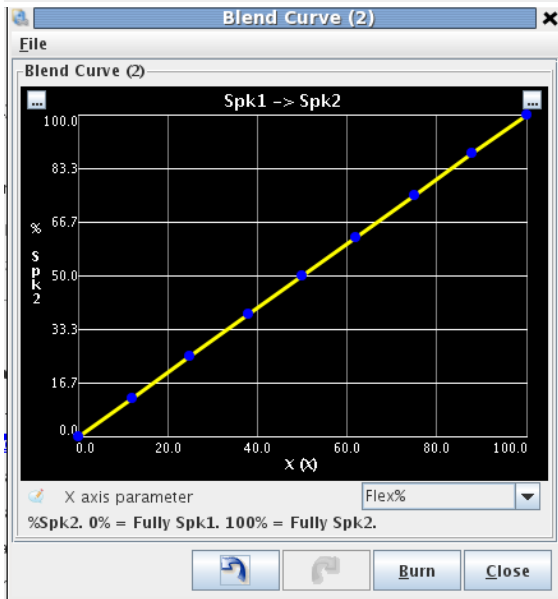 Blend Curve (2)
File
Blend Curve (2)
... Spk1 -> Spk2 ...
100.0
83.3
66.7
50.0
33.3
16.7
0.0
% Spk2
0.0 20.0 40.0 60.0 80.0 100.0
X (X)
X axis parameter Flex%
%Spk2. 0% = Fully Spk1. 100% = Fully Spk2.
Burn Close